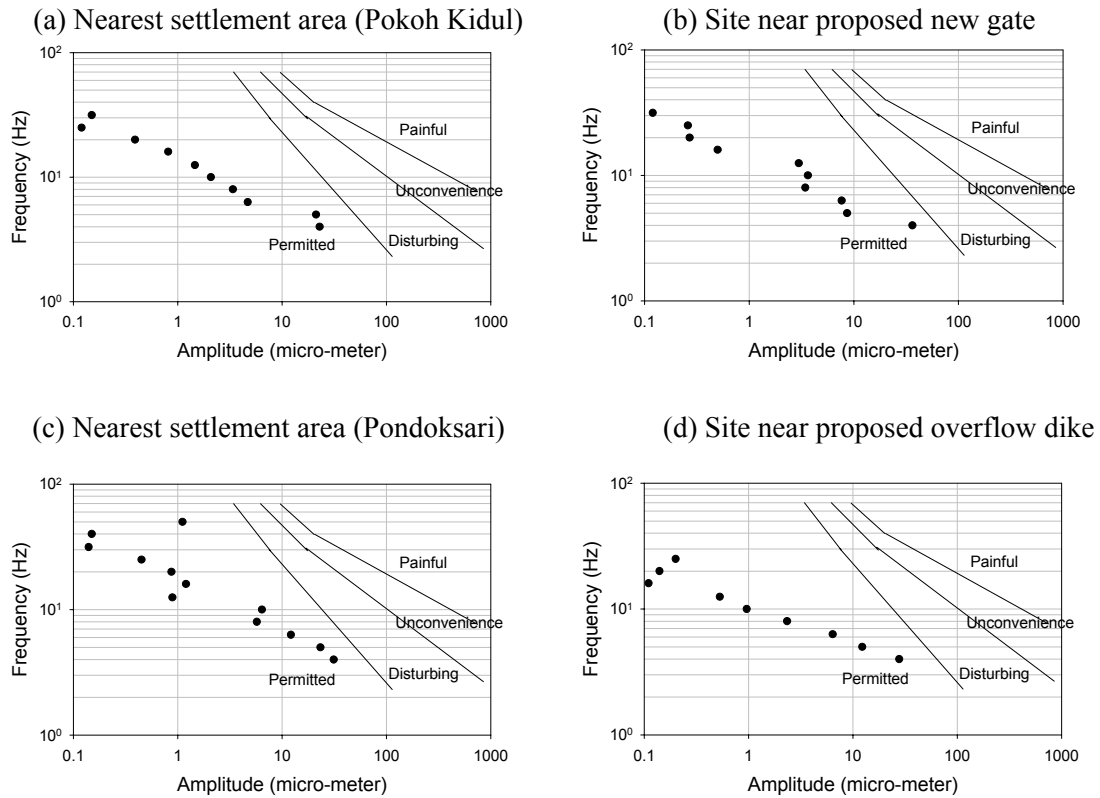 (a) Nearest settlement area (Pokoh Kidul)
10²
10¹
10⁰
Frequency (Hz)
Painful
Unconvenience
Disturbing
Permitted
0.1 1 10 100 1000
Amplitude (micro-meter)
(b) Site near proposed new gate
10²
10¹
10⁰
Frequency (Hz)
Painful
Unconvenience
Disturbing
Permitted
0.1 1 10 100 1000
Amplitude (micro-meter)
(c) Nearest settlement area (Pondoksari)
10²
10¹
10⁰
Frequency (Hz)
Painful
Unconvenience
Disturbing
Permitted
0.1 1 10 100 1000
Amplitude (micro-meter)
(d) Site near proposed overflow dike
10²
10¹
10⁰
Frequency (Hz)
Painful
Unconvenience
Disturbing
Permitted
0.1 1 10 100 1000
Amplitude (micro-meter)